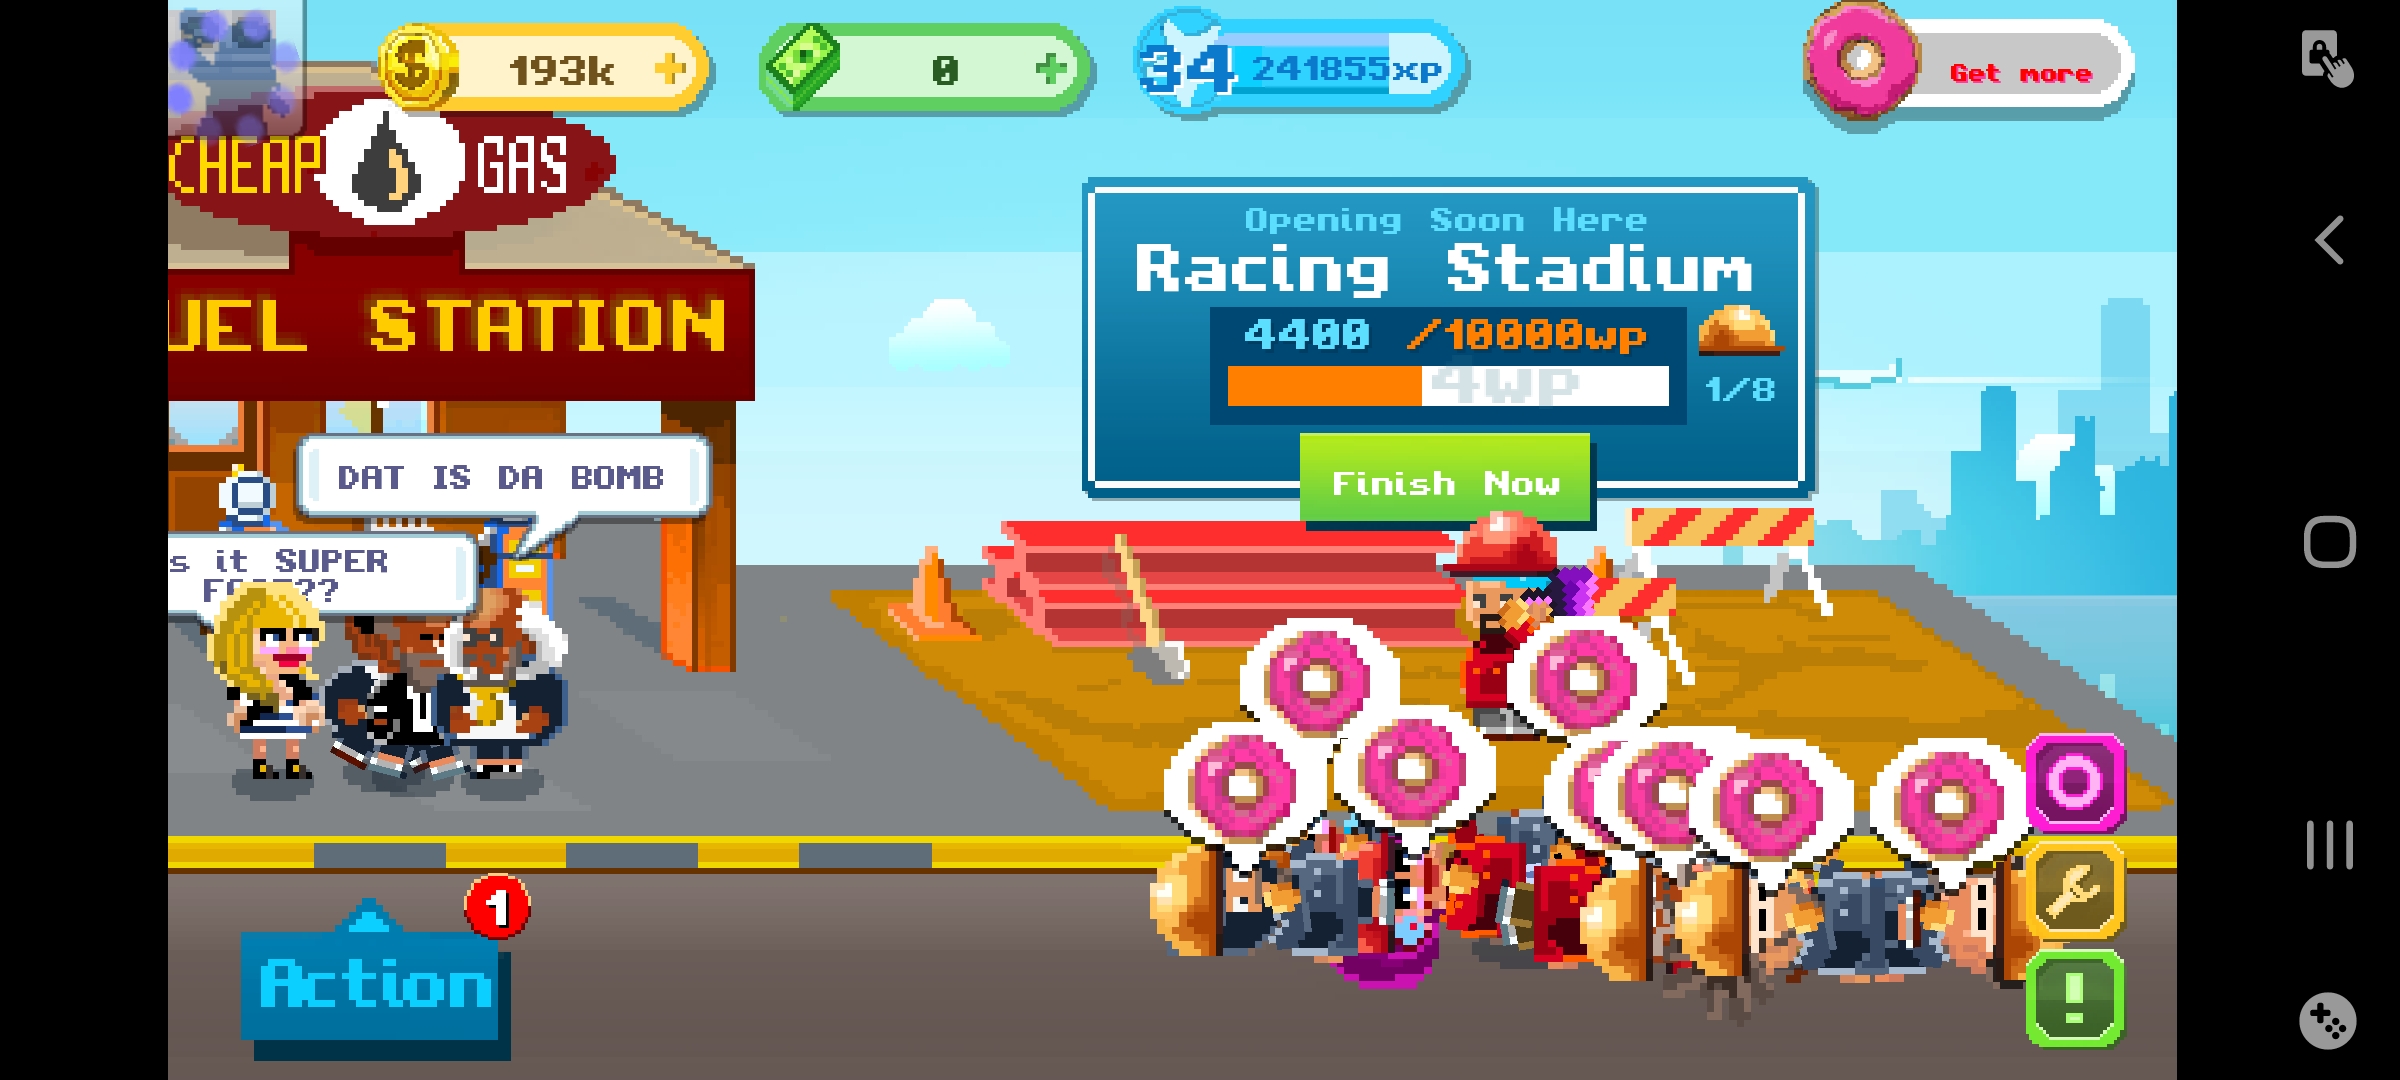 193k
0
34 241855xp
Get more
CHEAP GAS
UEL STATION
Opening Soon Here
Racing Stadium
4400 /10000wp
4wp
1/8
Finish Now
DAT IS DA BOMB
s it SUPER
??
1
Action